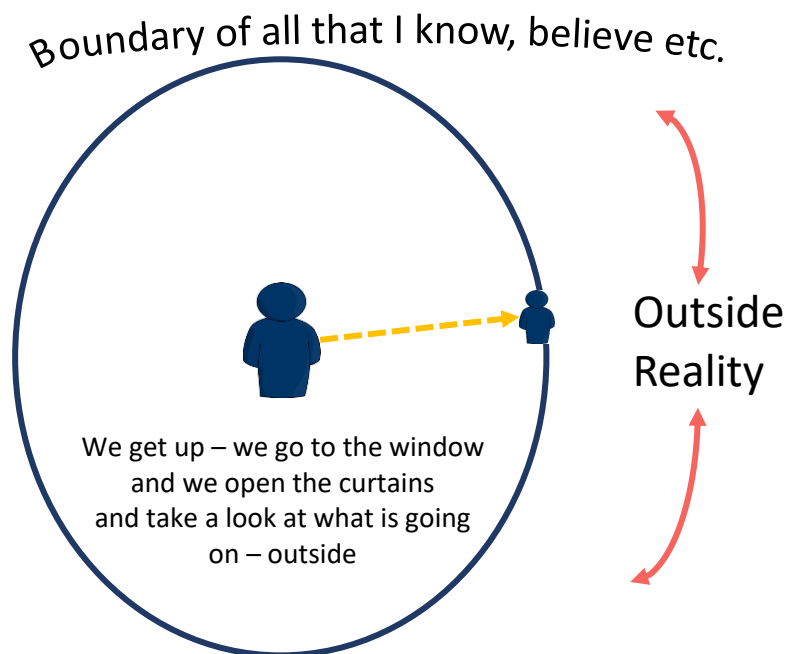 Boundary of all that I know, believe etc.
Outside
Reality
We get up – we go to the window
and we open the curtains
and take a look at what is going
on – outside